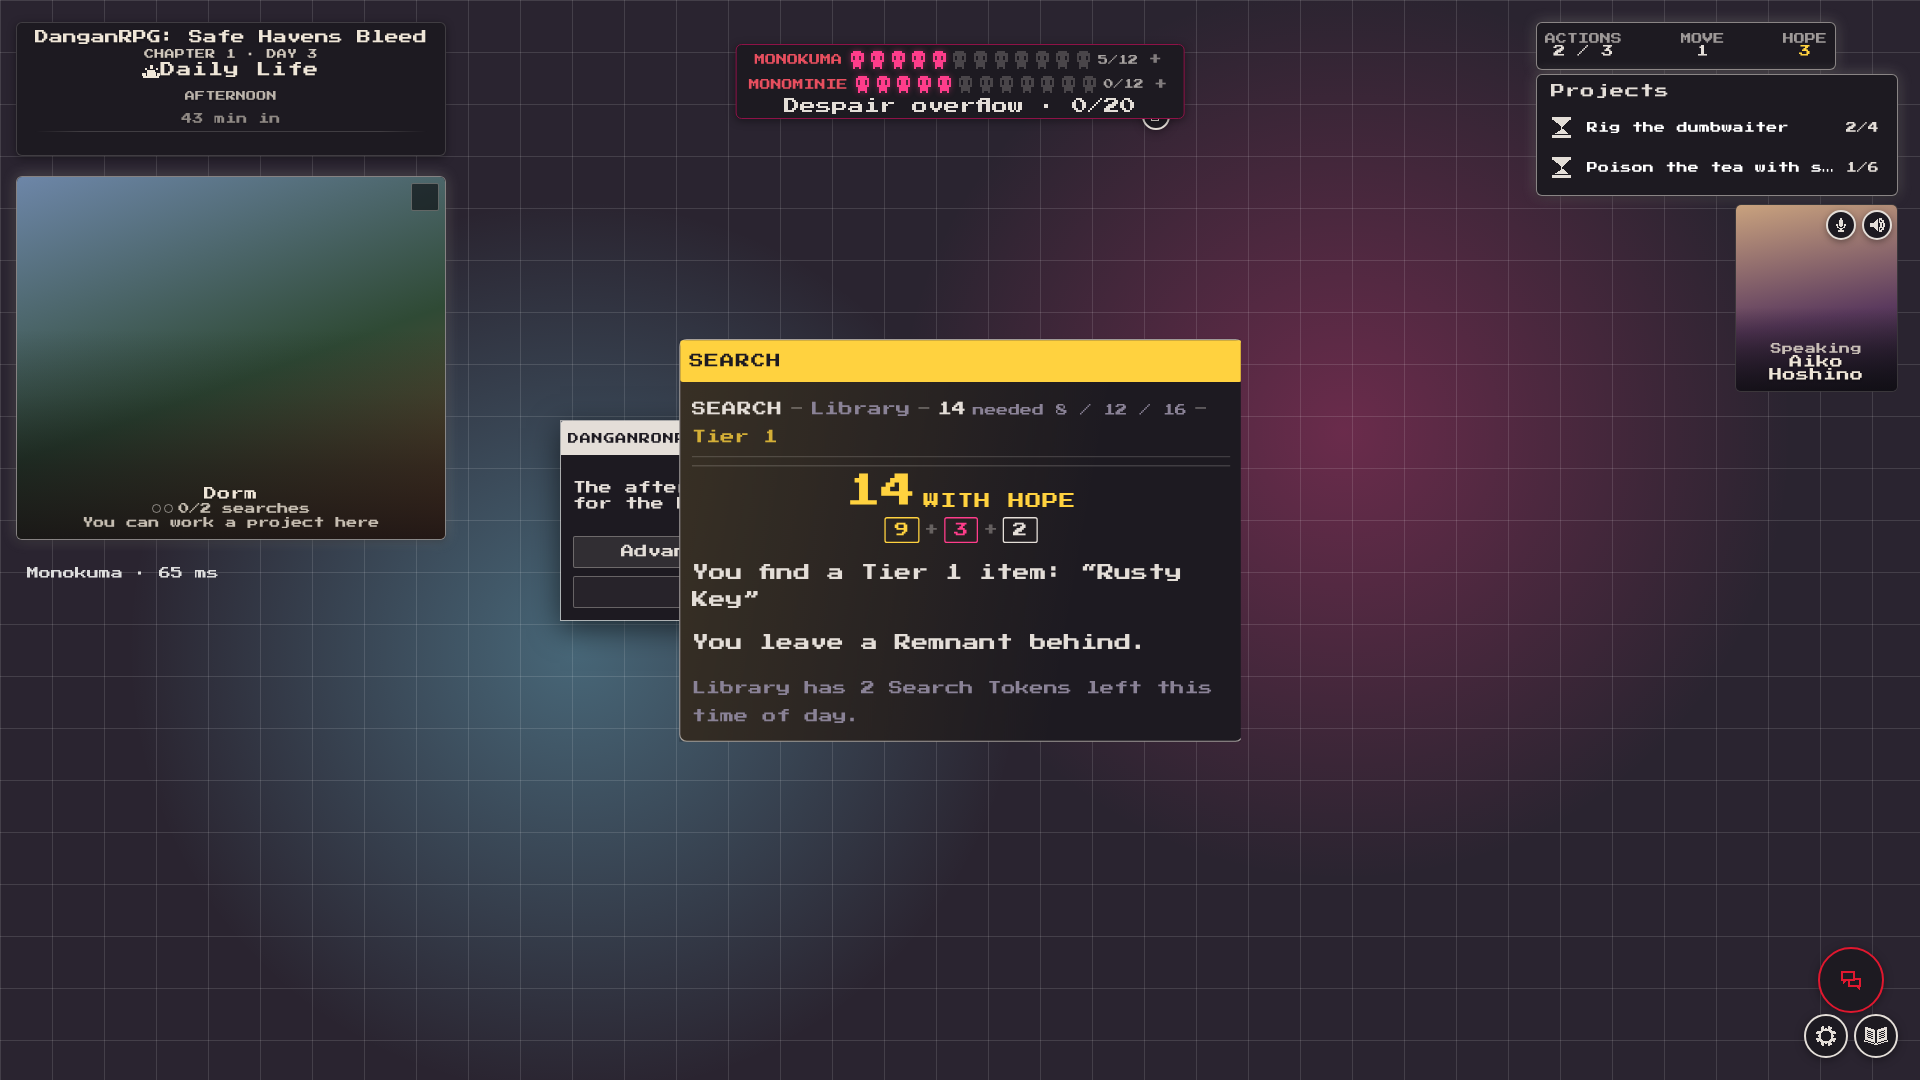 DanganRPG: Safe Havens Bleed
CHAPTER 1 · DAY 3
Daily Life
AFTERNOON
43 min in
MONOKUMA 5/12 +
MONOMINIE 0/12 +
Despair overflow · 0/20
ACTIONS MOVE HOPE
2 / 3 1 3
Projects
Rig the dumbwaiter 2/4
Poison the tea with s… 1/6
Speaking
Aiko
Hoshino
Dorm
0/2 searches
You can work a project here
Monokuma · 65 ms
SEARCH
SEARCH – Library – 14 needed 8 / 12 / 16 –
Tier 1
14 WITH HOPE
9 + 3 + 2
You find a Tier 1 item: “Rusty
Key”
You leave a Remnant behind.
Library has 2 Search Tokens left this
time of day.
The
for the